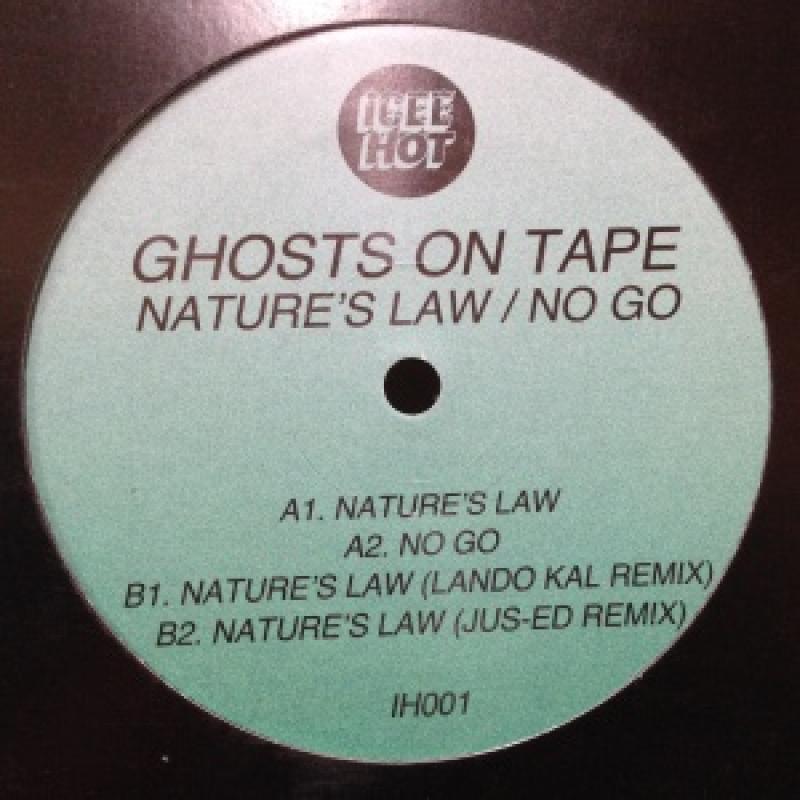 ICEE
HOT
GHOSTS ON TAPE
NATURE'S LAW / NO GO
A1. NATURE'S LAW
A2. NO GO
B1. NATURE'S LAW (LANDO KAL REMIX)
B2. NATURE'S LAW (JUS-ED REMIX)
IH001